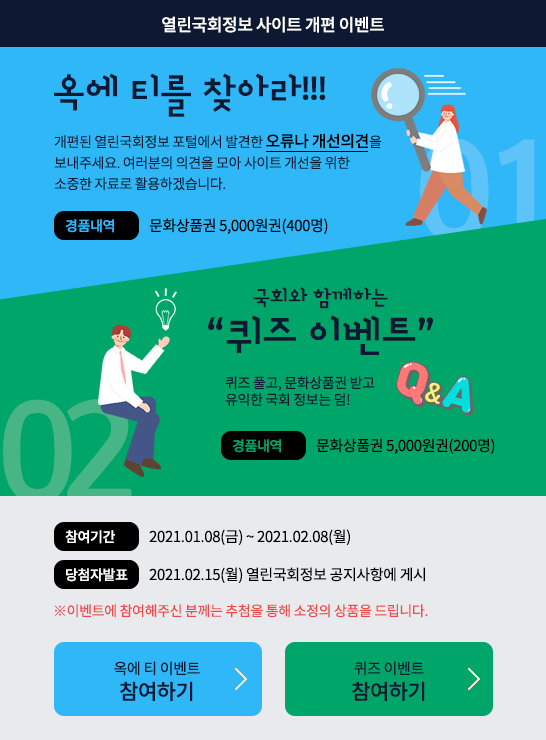 열린국회정보 사이트 개편 이벤트
옥에 티를 찾아라!!!
개편된 열린국회정보 포털에서 발견한 오류나 개선의견을
보내주세요. 여러분의 의견을 모아 사이트 개선을 위한
소중한 자료로 활용하겠습니다.
01
경품내역 문화상품권 5,000원권(400명)
국회와 함께하는
“퀴즈 이벤트”
퀴즈 풀고, 문화상품권 받고
유익한 국회 정보는 덤!
Q&A
02
경품내역 문화상품권 5,000원권(200명)
참여기간 2021.01.08(금) ~ 2021.02.08(월)
당첨자발표 2021.02.15(월) 열린국회정보 공지사항에 게시
※이벤트에 참여해주신 분께는 추첨을 통해 소정의 상품을 드립니다.
옥에 티 이벤트
참여하기
퀴즈 이벤트
참여하기